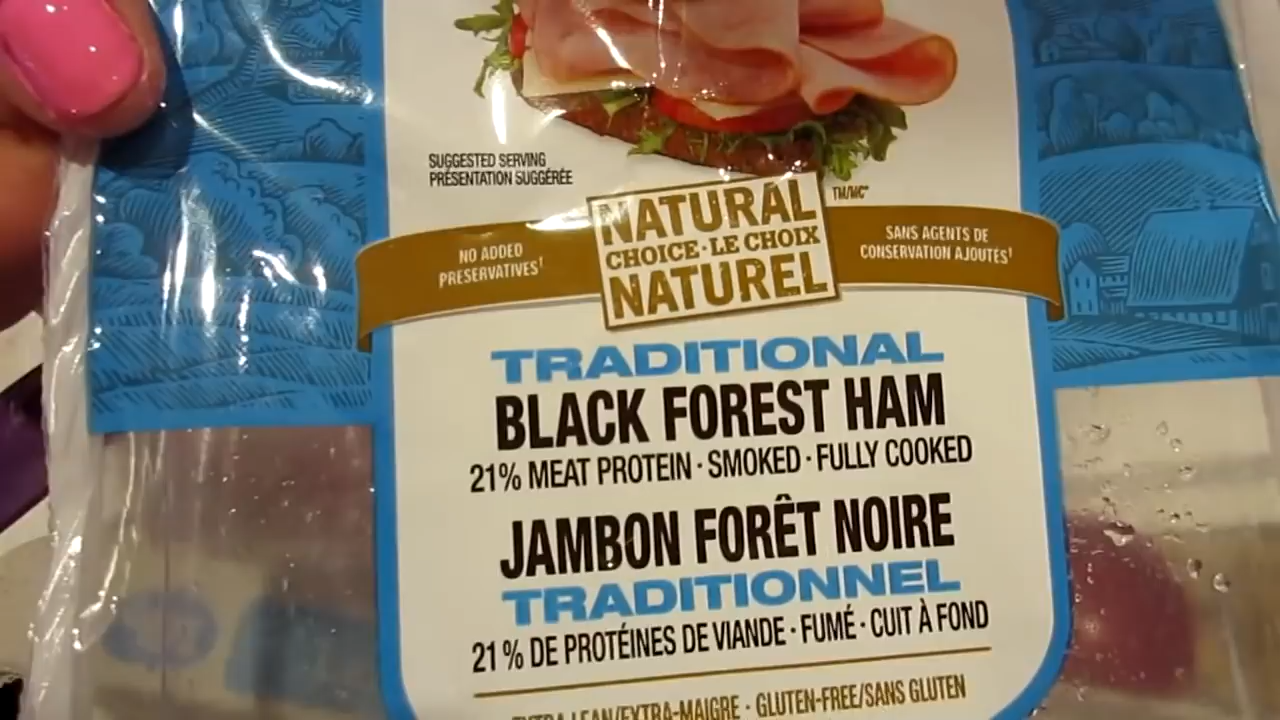 SUGGESTED SERVING
PRÉSENTATION SUGGÉRÉE
NATURAL
CHOICE·LE CHOIX
NATUREL
TM/MC*
NO ADDED
PRESERVATIVES†
SANS AGENTS DE
CONSERVATION AJOUTÉS†
TRADITIONAL
BLACK FOREST HAM
21% MEAT PROTEIN · SMOKED · FULLY COOKED
JAMBON FORÊT NOIRE
TRADITIONNEL
21 % DE PROTÉINES DE VIANDE · FUMÉ · CUIT À FOND
EXTRA LEAN/EXTRA-MAIGRE · GLUTEN-FREE/SANS GLUTEN